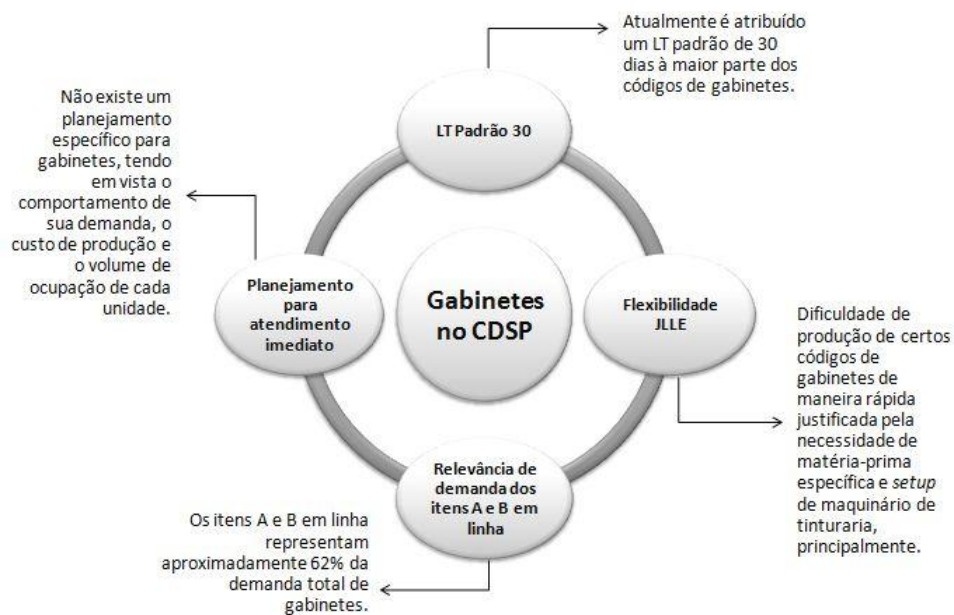 Atualmente é atribuído
um LT padrão de 30
dias à maior parte dos
códigos de gabinetes.
LT Padrão 30
Não existe um
planejamento
específico para
gabinetes, tendo
em vista o
comportamento de
sua demanda, o
custo de produção e
o volume de
ocupação de cada
unidade.
Planejamento
para
atendimento
imediato
Gabinetes
no CDSP
Flexibilidade
JLLE
Dificuldade de
produção de certos
códigos de
gabinetes de
maneira rápida
justificada pela
necessidade de
matéria-prima
específica e setup
de maquinário de
tinturaria,
principalmente.
Relevância de
demanda dos
itens A e B em
linha
Os itens A e B em linha
representam
aproximadamente 62% da
demanda total de
gabinetes.